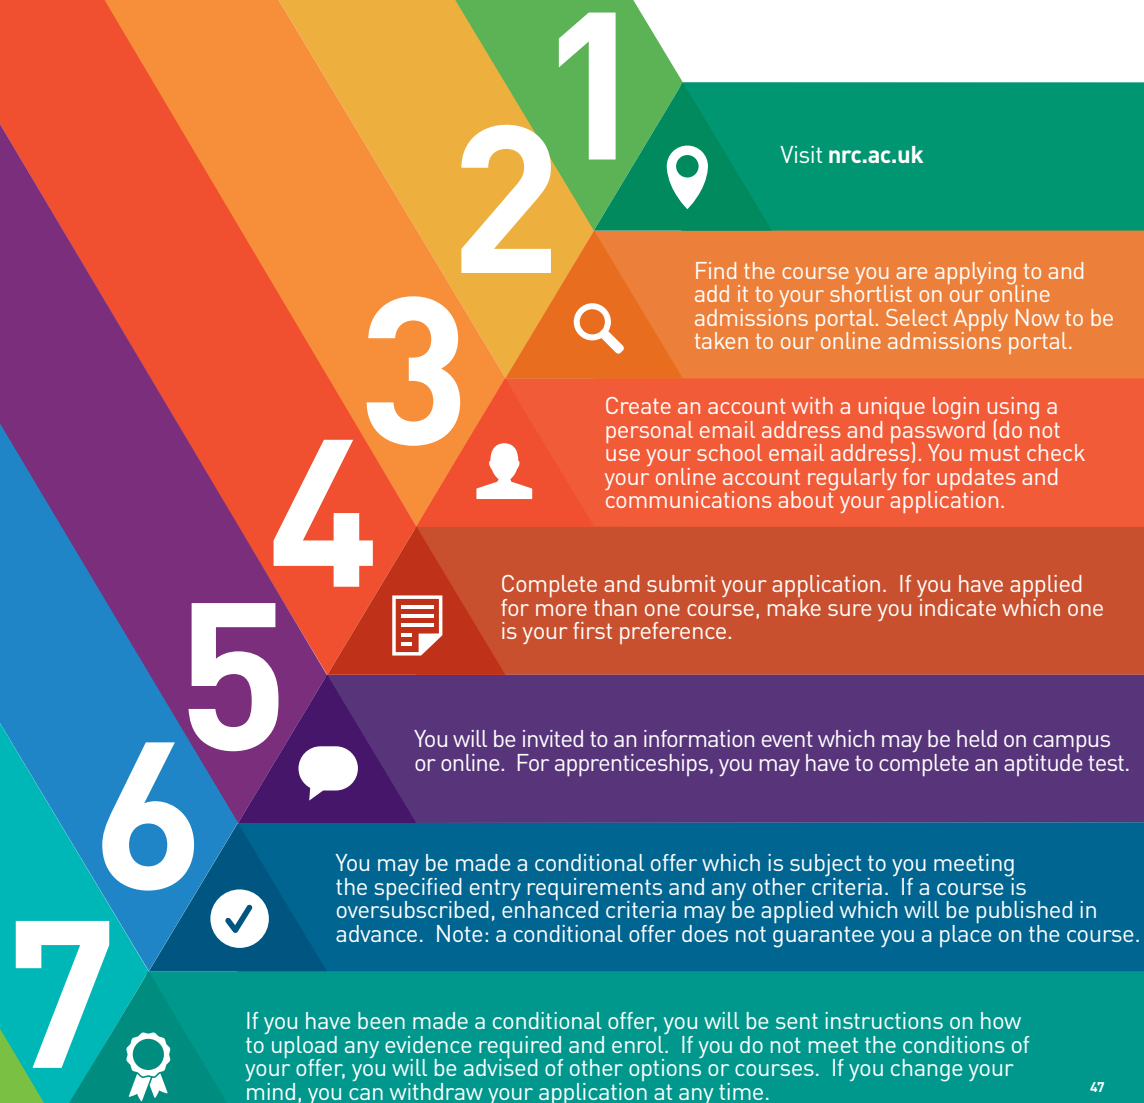 1
Visit nrc.ac.uk
2
Find the course you are applying to and
add it to your shortlist on our online
admissions portal. Select Apply Now to be
taken to our online admissions portal.
3
Create an account with a unique login using a
personal email address and password (do not
use your school email address). You must check
your online account regularly for updates and
communications about your application.
4
Complete and submit your application.  If you have applied
for more than one course, make sure you indicate which one
is your first preference.
5
You will be invited to an information event which may be held on campus
or online.  For apprenticeships, you may have to complete an aptitude test.
6
You may be made a conditional offer which is subject to you meeting
the specified entry requirements and any other criteria.  If a course is
oversubscribed, enhanced criteria may be applied which will be published in
advance.  Note: a conditional offer does not guarantee you a place on the course.
7
If you have been made a conditional offer, you will be sent instructions on how
to upload any evidence required and enrol.  If you do not meet the conditions of
your offer, you will be advised of other options or courses.  If you change your
mind, you can withdraw your application at any time.
47